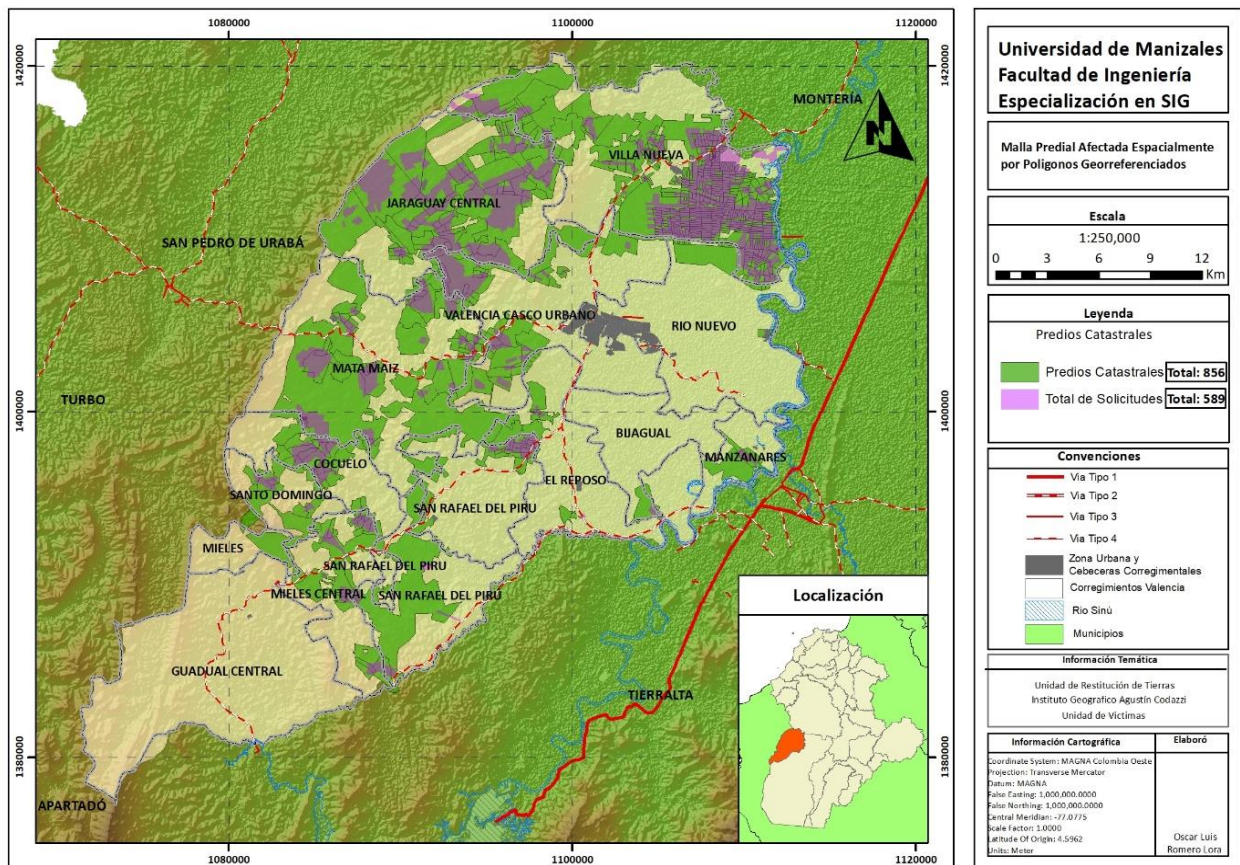 1080000
1100000
1120000
1420000
1420000
1400000
1400000
1380000
1380000
MONTERÍA
N
VILLA NUEVA
JARAGUAY CENTRAL
SAN PEDRO DE URABÁ
VALENCIA CASCO URBANO
RIO NUEVO
MATA MAIZ
TURBO
BIJAGUAL
MANZANARES
COCUELO
EL REPOSO
SANTO DOMINGO
SAN RAFAEL DEL PIRU
MIELES
SAN RAFAEL DEL PIRU
MIELES CENTRAL
SAN RAFAEL DEL PIRU
GUADUAL CENTRAL
TIERRALTA
APARTADÓ
Localización
1080000
1100000
1120000
Universidad de Manizales
Facultad de Ingeniería
Especialización en SIG
Malla Predial Afectada Espacialmente
por Polígonos Georreferenciados
Escala
1:250,000
0 3 6 9 12
Km
Leyenda
Predios Catastrales
Predios Catastrales Total: 856
Total de Solicitudes Total: 589
Convenciones
Via Tipo 1
Via Tipo 2
Via Tipo 3
Via Tipo 4
Zona Urbana y
Cebeceras Corregimentales
Corregimientos Valencia
Rio Sinú
Municipios
Información Temática
Unidad de Restitución de Tierras
Instituto Geografico Agustín Codazzi
Unidad de Victimas
Información Cartográfica
Coordinate System: MAGNA Colombia Oeste
Projection: Transverse Mercator
Datum: MAGNA
False Easting: 1,000,000.0000
False Northing: 1,000,000.0000
Central Meridian: -77.0775
Scale Factor: 1.0000
Latitude Of Origin: 4.5962
Units: Meter
Elaboró
Oscar Luis
Romero Lora